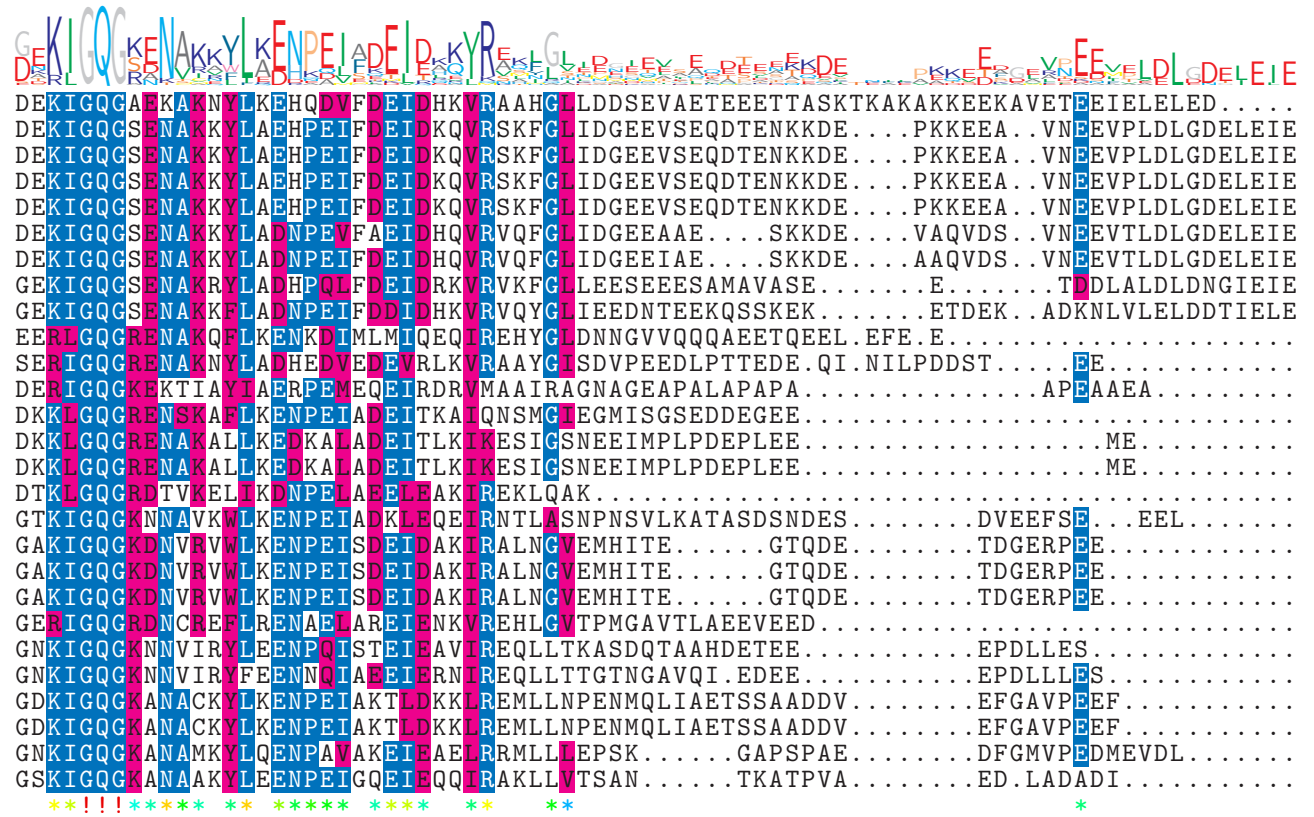 DEKIGQGAEKAKNYLKEHQDVFDEIDHKVRAAHGLLDDSEVAETEEETTASKTKAKAKKEEKAVETEEIELELED.....
DEKIGQGSENAKKYLAEHPEIFDEIDKQVRSKFGLIDGEEVSEQDTENKKDE....PKKEEA..VNEEVPLDLGDELEIE
DEKIGQGSENAKKYLAEHPEIFDEIDKQVRSKFGLIDGEEVSEQDTENKKDE....PKKEEA..VNEEVPLDLGDELEIE
DEKIGQGSENAKKYLAEHPEIFDEIDKQVRSKFGLIDGEEVSEQDTENKKDE....PKKEEA..VNEEVPLDLGDELEIE
DEKIGQGSENAKKYLAEHPEIFDEIDKQVRSKFGLIDGEEVSEQDTENKKDE....PKKEEA..VNEEVPLDLGDELEIE
DEKIGQGSENAKKYLADNPEVFAEIDHQVRVQFGLIDGEEAAE....SKKDE....VAQVDS..VNEEVTLDLGDELEIE
DEKIGQGSENAKKYLADNPEIFDEIDHQVRVQFGLIDGEEIAE....SKKDE....AAQVDS..VNEEVTLDLGDELEIE
GEKIGQGSENAKRYLADHPQLFDEIDRKVRVKFGLLEESEEESAMAVASE.......E.......TDDLALDLDNGIEIE
GEKIGQGSENAKKFLADNPEIFDDIDHKVRVQYGLIEEDNTEEKQSSKEK......ETDEK...ADKNLVLELDDTIELE
EERLGQGRENAKQFLKENKDIMLMIQEQIREHYGLDNNGVVQQQAEETQEEL.EFE.E......................
SERIGQGRENAKNYLADHEDVEDEVRLKVRAAYGISDVPEEDLPTTEDE.QI.NILPDDST.....EE............
DERIGQGKEKTIAYIAERPEMEQEIRDRVMAAIRAGNAGEAPALAPAPA...............APEAAEA.........
DKKLGQGRENSKAFLKENPEIADEITKAIQNSMGIEGMISGSEDDEGEE...............................
DKKLGQGRENAKALLKEDKALADEITLKIKESIGSNEEIMPLPDEPLEE...................ME..........
DKKLGQGRENAKALLKEDKALADEITLKIKESIGSNEEIMPLPDEPLEE...................ME..........
DTKLGQGRDTVKELIKDNPELAEELEAKIREKLQAK............................................
GTKIGQGKNNAVKWLKENPEIADKLEQEIRNTLASNPNSVLKATASDSNDES........DVEEFSE...EEL.......
GAKIGQGKDNVRVWLKENPEISDEIDAKIRALNGVEMHITE......GTQDE........TDGERPEE............
GAKIGQGKDNVRVWLKENPEISDEIDAKIRALNGVEMHITE......GTQDE........TDGERPEE............
GAKIGQGKDNVRVWLKENPEISDEIDAKIRALNGVEMHITE......GTQDE........TDGERPEE............
GERIGQGRDNCREFLRENAELAREIENKVREHLGVTPMGAVTLAEEVEED..............................
GNKIGQGKNNVIRYLEENPQISTEIEAVIREQLLTKASDQTAAHDETEE...........EPDLLES.............
GNKIGQGKNNVIRYFEENNQIAEEIERNIREQLLTTGTNGAVQI.EDEE...........EPDLLLES............
GDKIGQGKANACKYLKENPEIAKTLDKKLREMLLNPENMQLIAETSSAADDV........EFGAVPEEF...........
GDKIGQGKANACKYLKENPEIAKTLDKKLREMLLNPENMQLIAETSSAADDV........EFGAVPEEF...........
GNKIGQGKANAMKYLQENPAVAKEIEAELRRMLLLEPSK......GAPSPAE........DFGMVPEDMEVDL.......
GSKIGQGKANAAKYLEENPEIGQEIEQQIRAKLLVTSAN......TKATPVA........ED.LADADI...........
**!!!***** ** ***** **** ** ** *